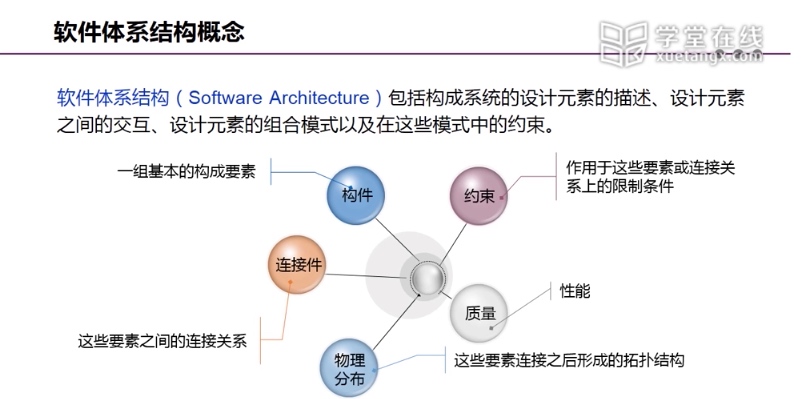 软件体系结构概念
学堂在线
xuetangx.com
软件体系结构（Software Architecture）包括构成系统的设计元素的描述、设计元素
之间的交互、设计元素的组合模式以及在这些模式中的约束。
一组基本的构成要素
构件
约束
作用于这些要素或连接关
系上的限制条件
连接件
性能
质量
这些要素之间的连接关系
物理
分布
这些要素连接之后形成的拓扑结构